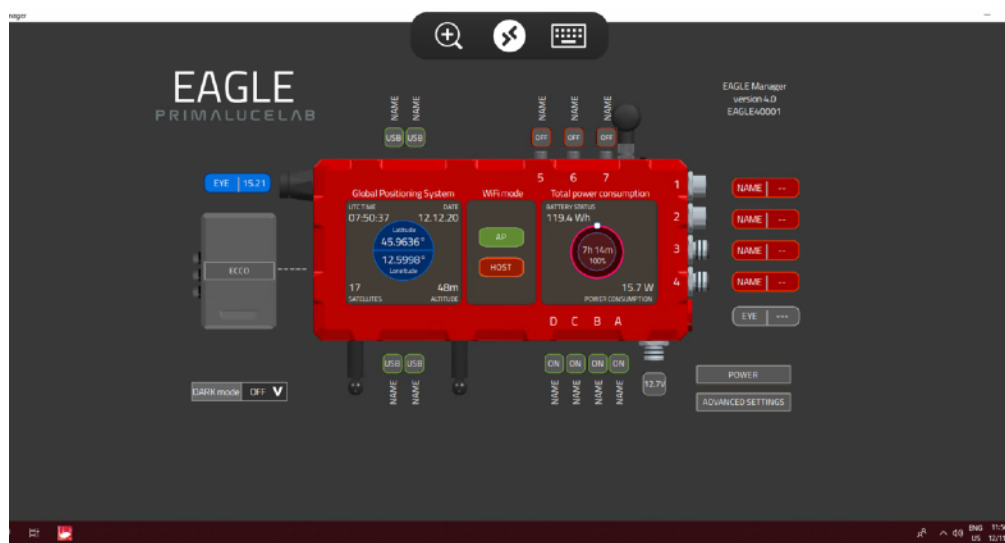 nager
EAGLE
PRIMALUCELAB
EAGLE Manager
version 4.0
EAGLE40001
NAME
NAME
NAME
NAME
NAME
USB
USB
OFF
OFF
OFF
5 6 7
EYE 15.21
Global Positioning System
UTC TIME
DATE
07:50:37
12.12.20
Latitude
45.9636°
12.5998°
Longitude
17
SATELLITES
48m
ALTITUDE
WiFi mode
AP
HOST
Total power consumption
BATTERY STATUS
119.4 Wh
7h 14m
100%
15.7 W
POWER CONSUMPTION
1
2
3
4
NAME --
NAME --
NAME --
NAME --
EYE ---
ECCO
D C B A
USB
USB
ON
ON
ON
ON
NAME
NAME
NAME
NAME
NAME
NAME
12.7V
DARK mode OFF
POWER
ADVANCED SETTINGS
ENG
US